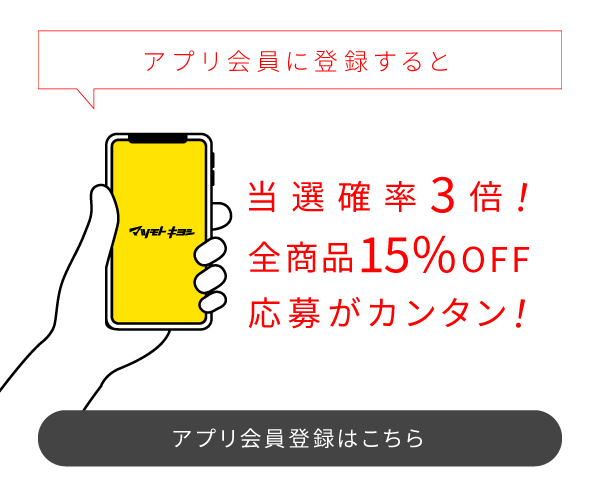 アプリ会員に登録すると
マツモトキヨシ
当選確率3倍!
全商品15%OFF
応募がカンタン!
アプリ会員登録はこちら